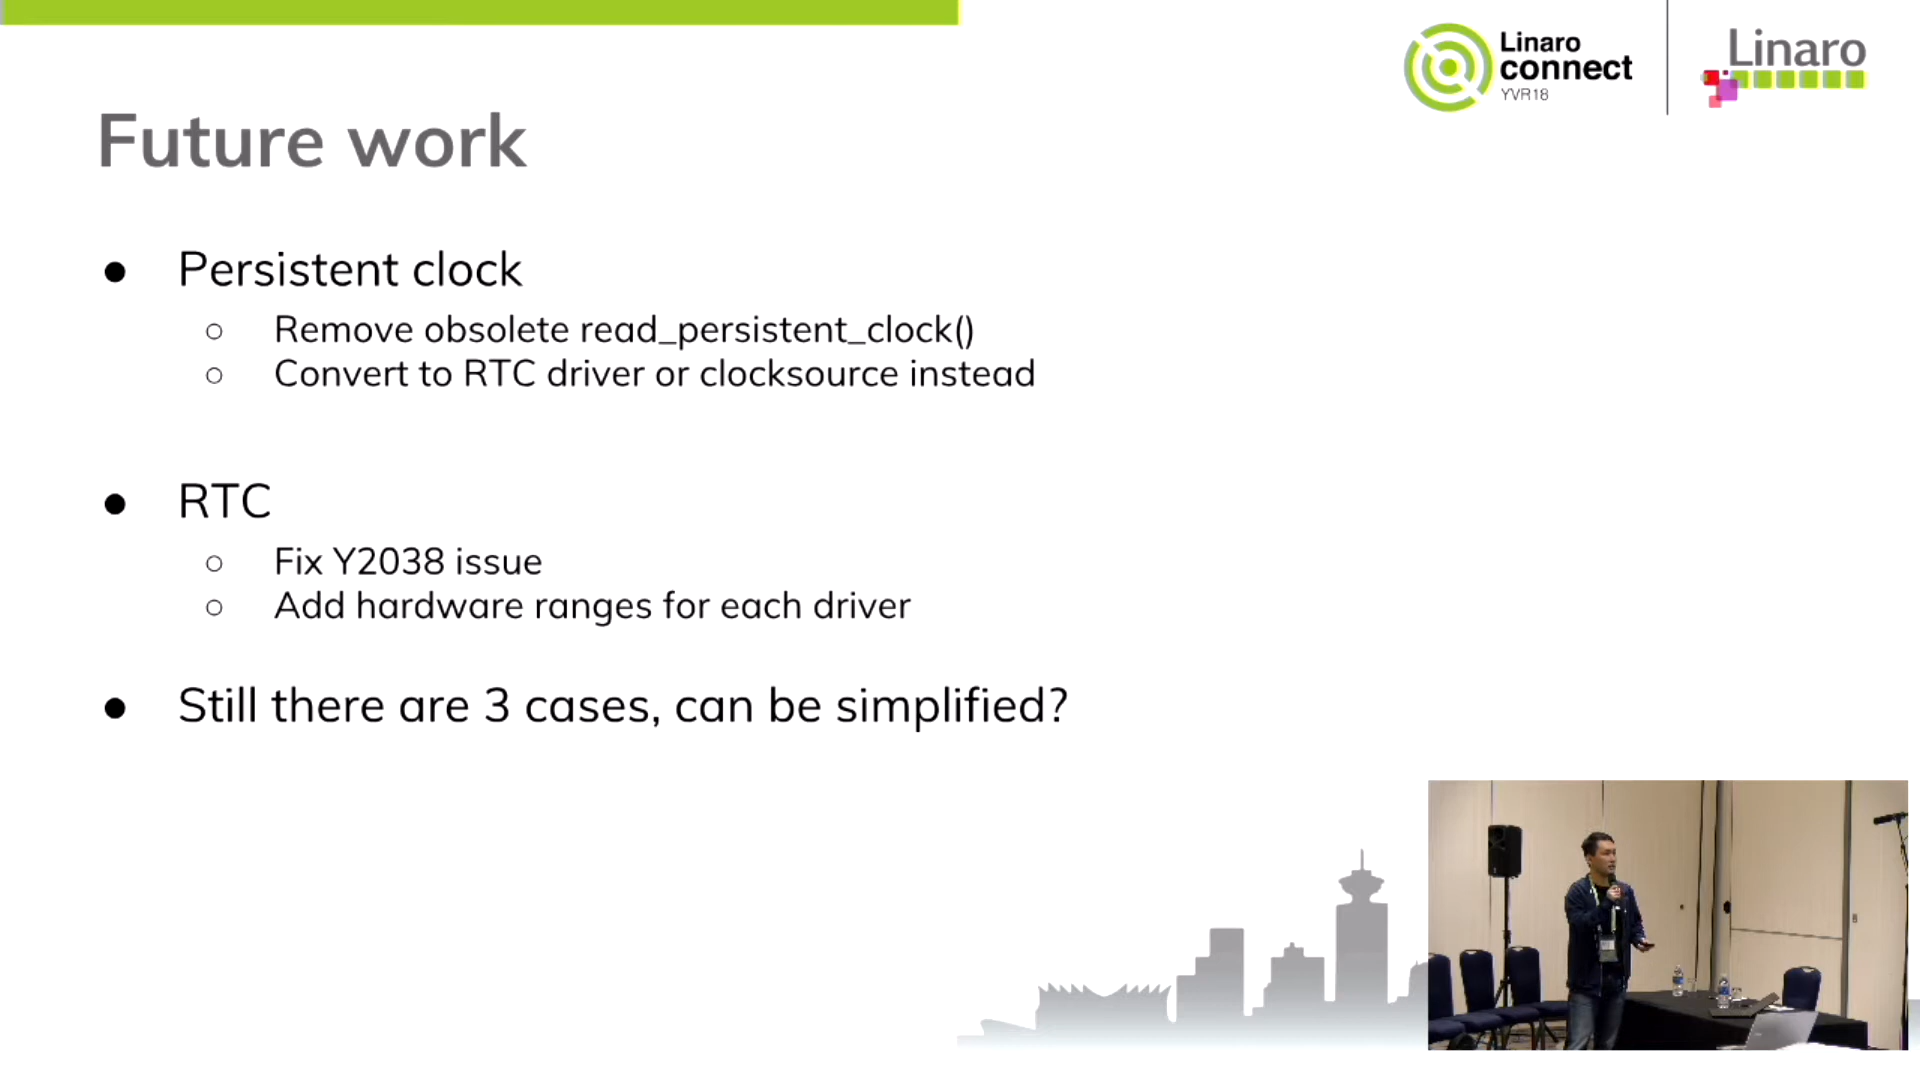 Linaro
connect
YVR18
Linaro
Future work
● Persistent clock
○ Remove obsolete read_persistent_clock()
○ Convert to RTC driver or clocksource instead
● RTC
○ Fix Y2038 issue
○ Add hardware ranges for each driver
● Still there are 3 cases, can be simplified?